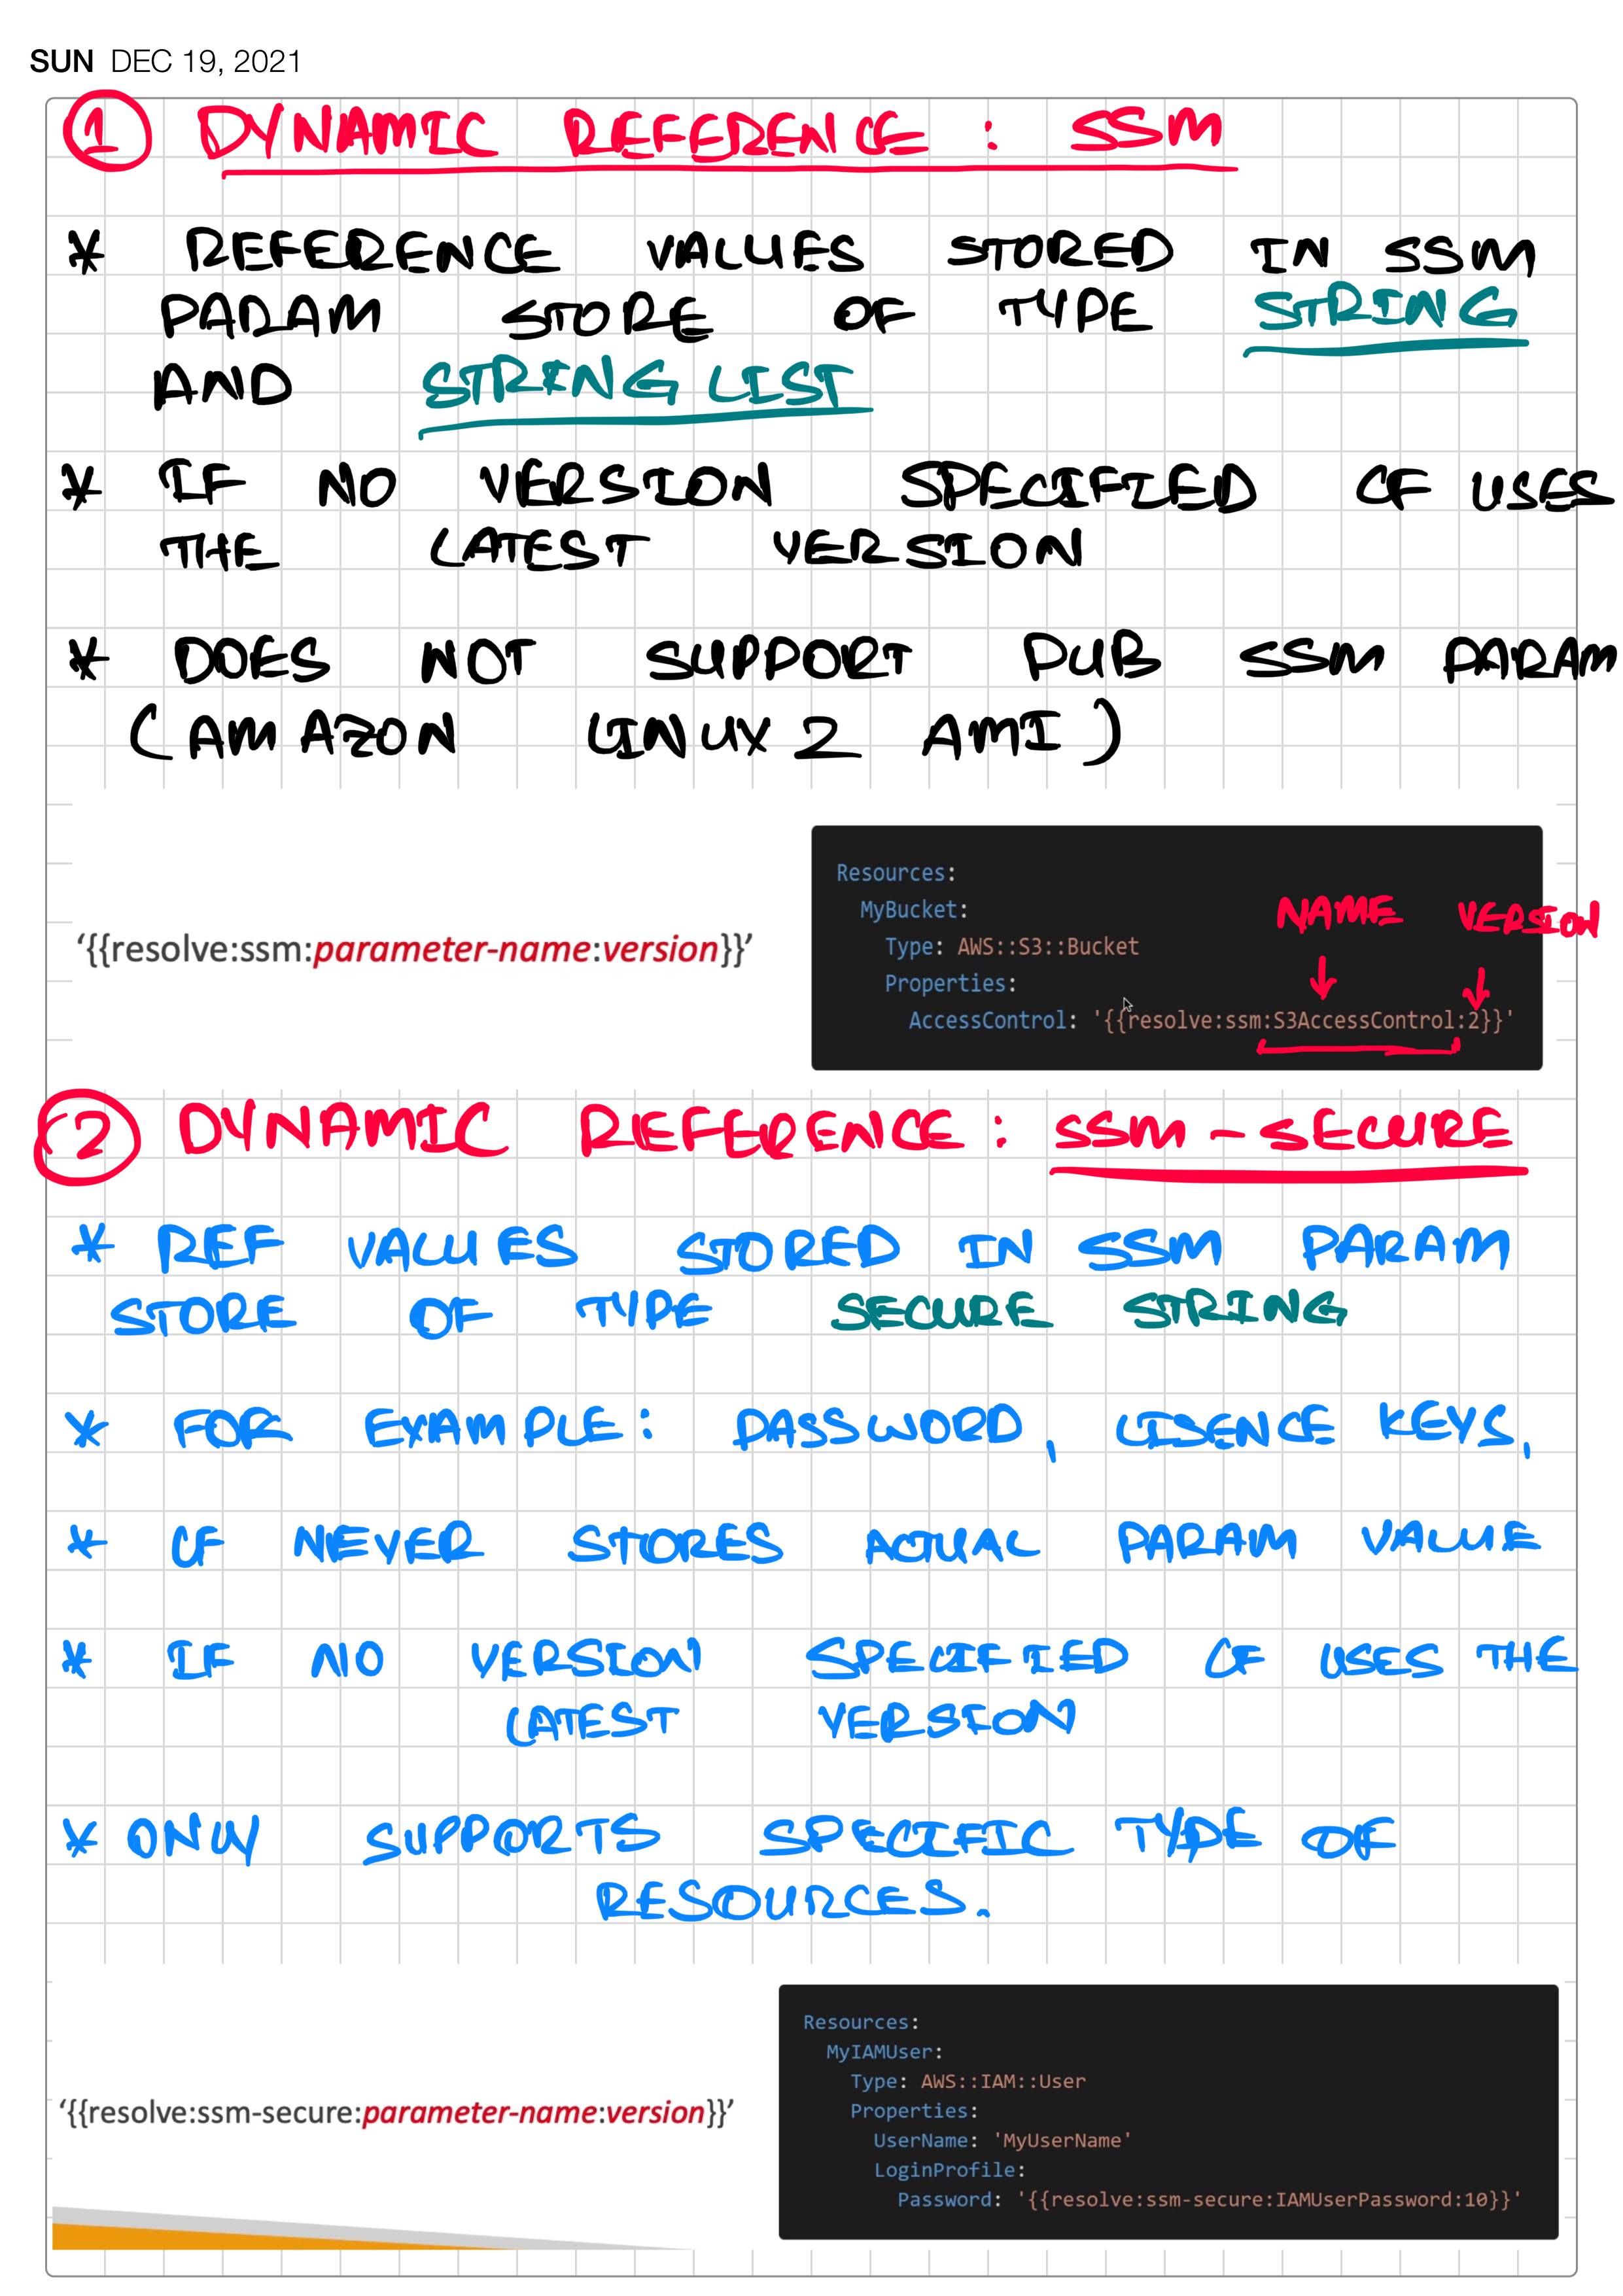 SUN DEC 19, 2021
1 DYNAMIC REFERENCE : SSM
* REFERENCE VALUES STORED IN SSM
PARAM STORE OF TYPE STRING
AND STRING LIST
* IF NO VERSION SPECIFIED CF USES
THE LATEST VERSION
* DOES NOT SUPPORT PUB SSM PARAM
(AMAZON LINUX 2 AMI)
‘{{resolve:ssm:parameter-name:version}}’
Resources:
MyBucket:
NAME VERSION
Type: AWS::S3::Bucket
Properties:
AccessControl: '{{resolve:ssm:S3AccessControl:2}}'
2 DYNAMIC REFERENCE : SSM-SECURE
* REF VALUES STORED IN SSM PARAM
STORE OF TYPE SECURE STRING
* FOR EXAMPLE: PASSWORD, LISENCE KEYS,
* CF NEVER STORES ACTUAL PARAM VALUE
* IF NO VERSION SPECIFIED CF USES THE
LATEST VERSION
* ONLY SUPPORTS SPECIFIC TYPE OF
RESOURCES.
‘{{resolve:ssm-secure:parameter-name:version}}’
Resources:
MyIAMUser:
Type: AWS::IAM::User
Properties:
UserName: 'MyUserName'
LoginProfile:
Password: '{{resolve:ssm-secure:IAMUserPassword:10}}'